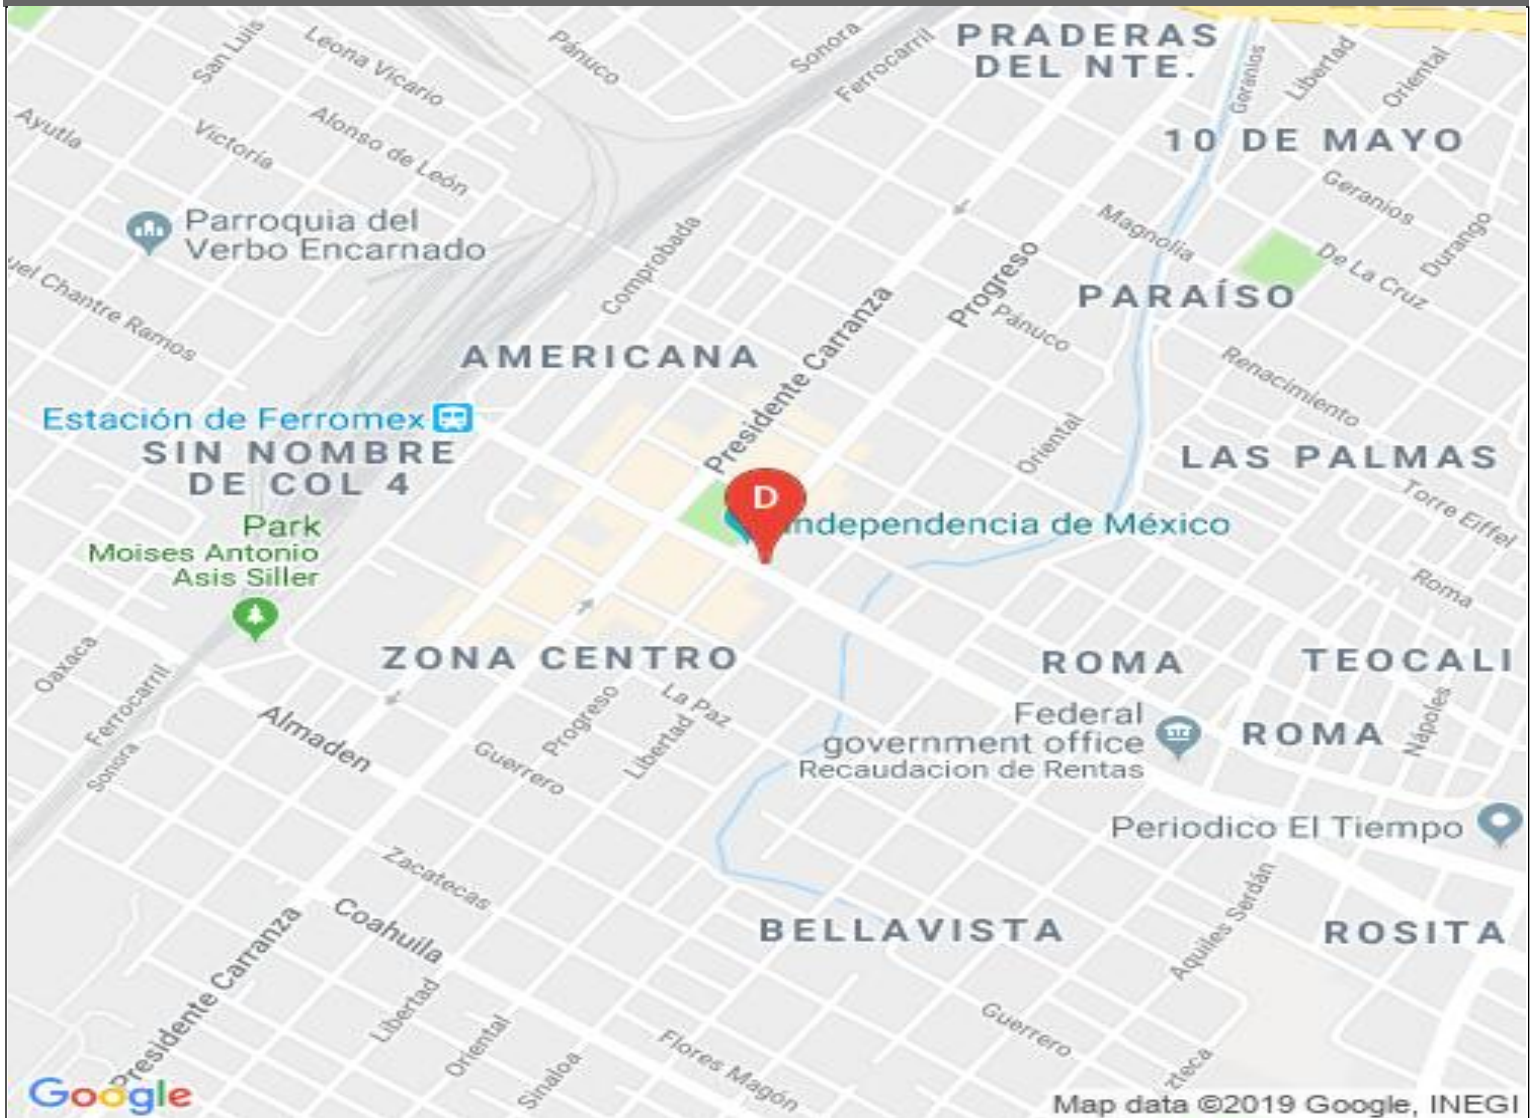 San Luis
Leona Vicario
Pánuco
Sonora
Ferrocarril
PRADERAS
DEL NTE.
Geranios
Libertad
Oriental
Ayutla
Victoria
Alonso de León
10 DE MAYO
Geranios
Durango
Magnolia
De La Cruz
Parroquia del
Verbo Encarnado
Comprobada
uel Chantre Ramos
Progreso
Pánuco
PARAÍSO
Presidente Carranza
Renacimiento
AMERICANA
Estación de Ferromex
SIN NOMBRE
DE COL 4
Oriental
LAS PALMAS
Torre Eiffel
D
Independencia de México
Park
Moises Antonio
Asis Siller
Roma
Oaxaca
Ferrocarril
Sonora
ZONA CENTRO
ROMA
TEOCALI
Nápoles
Almaden
Progreso
La Paz
Libertad
Guerrero
Federal
government office
Recaudacion de Rentas
ROMA
Periodico El Tiempo
Zacatecas
Coahuila
Presidente Carranza
BELLAVISTA
Aquiles Serdán
ROSITA
Libertad
Oriental
Sinaloa
Flores Magón
Guerrero
zteca
Google
Map data ©2019 Google, INEGI